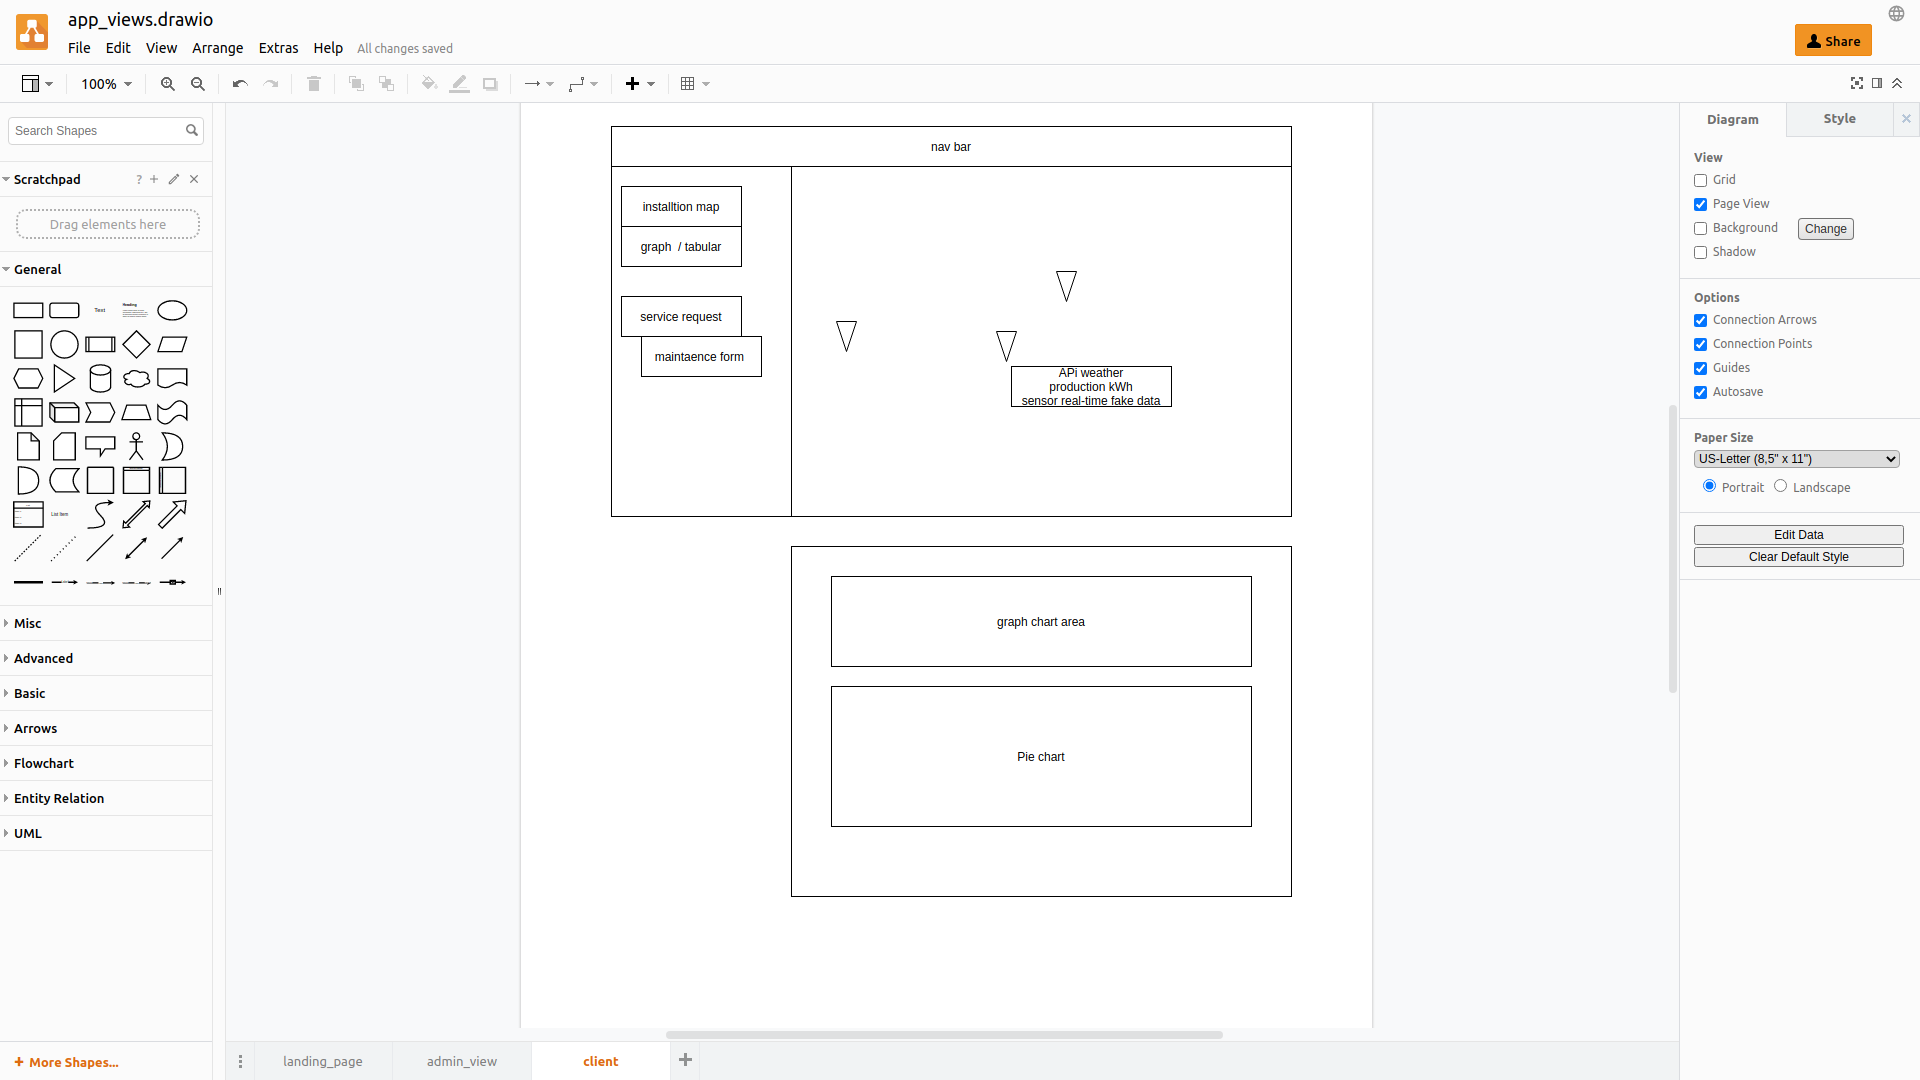 app_views.drawio
File Edit View Arrange Extras Help All changes saved
Share
100%
Search Shapes
Scratchpad
?
Drag elements here
General
Text
Heading
List Item
Misc
Advanced
Basic
Arrows
Flowchart
Entity Relation
UML
+ More Shapes...
nav bar
installtion map
graph / tabular
service request
maintaence form
APi weather
production kWh
sensor real-time fake data
graph chart area
Pie chart
landing_page admin_view client
Diagram Style
View
Grid
Page View
Background Change
Shadow
Options
Connection Arrows
Connection Points
Guides
Autosave
Paper Size
US-Letter (8,5" x 11")
Portrait Landscape
Edit Data
Clear Default Style